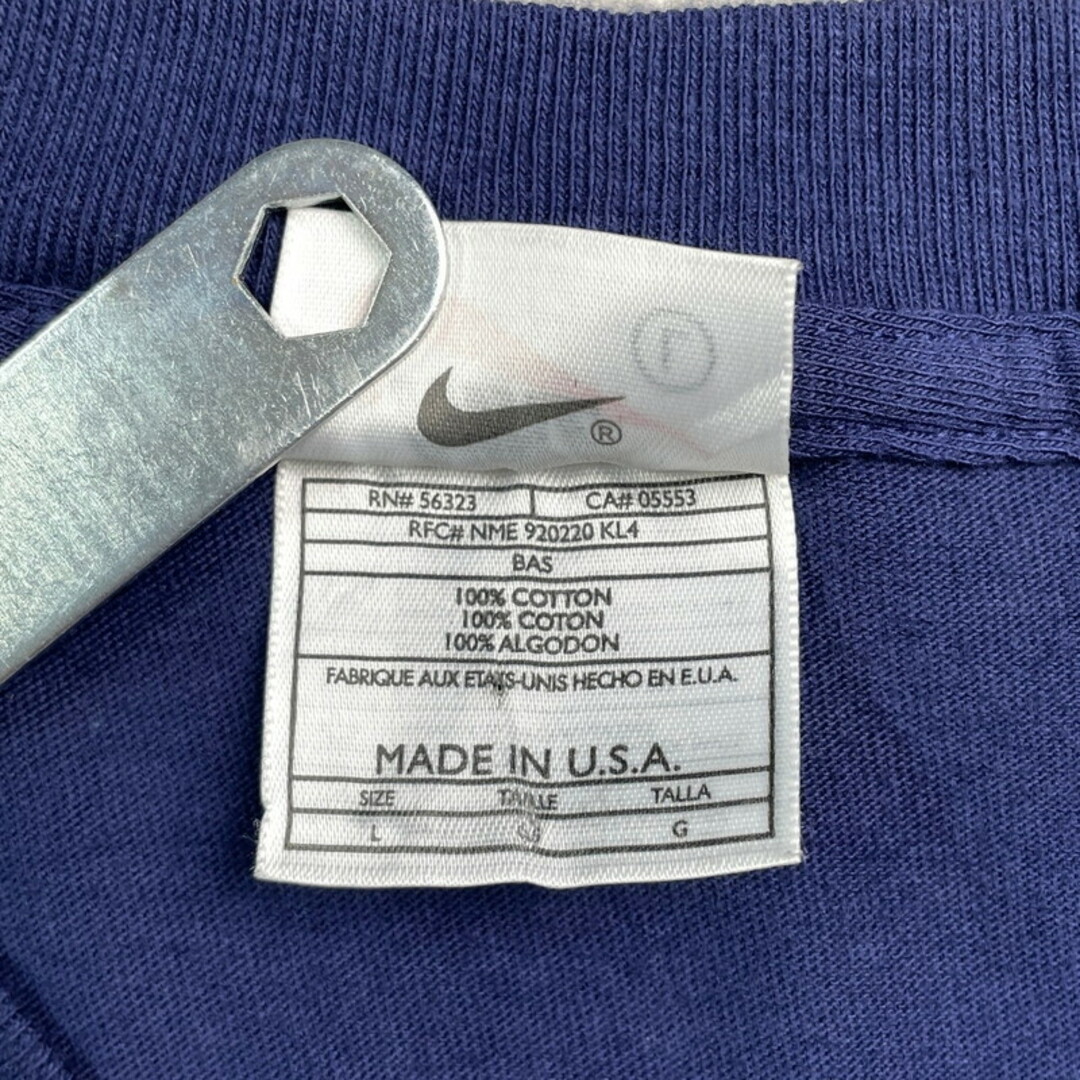 ®
RN# 56323 CA# 05553
RFC# NME 920220 KL4
BAS
100% COTTON
100% COTON
100% ALGODON
FABRIQUE AUX ETATS-UNIS HECHO EN E.U.A.
MADE IN U.S.A.
SIZE TAILLE TALLA
L G